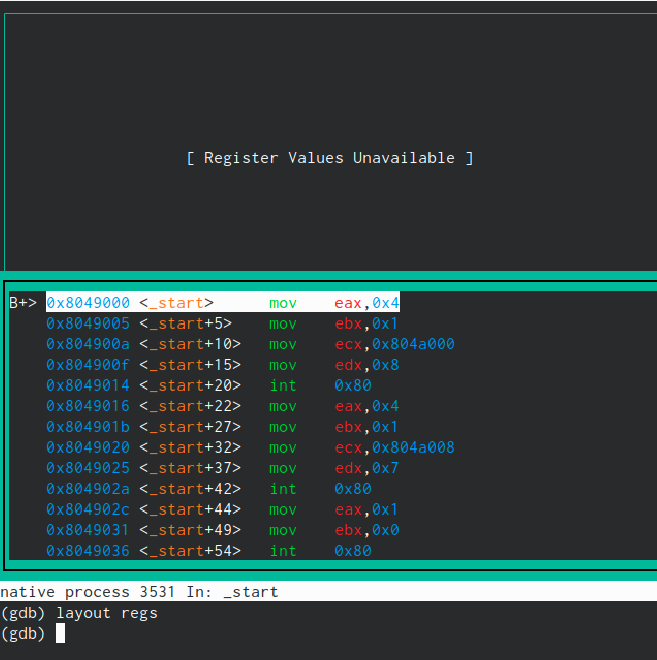 [ Register Values Unavailable ]
B+> 0x8049000 <_start> mov eax,0x4
0x8049005 <_start+5> mov ebx,0x1
0x804900a <_start+10> mov ecx,0x804a000
0x804900f <_start+15> mov edx,0x8
0x8049014 <_start+20> int 0x80
0x8049016 <_start+22> mov eax,0x4
0x804901b <_start+27> mov ebx,0x1
0x8049020 <_start+32> mov ecx,0x804a008
0x8049025 <_start+37> mov edx,0x7
0x804902a <_start+42> int 0x80
0x804902c <_start+44> mov eax,0x1
0x8049031 <_start+49> mov ebx,0x0
0x8049036 <_start+54> int 0x80
native process 3531 In: _start
(gdb) layout regs
(gdb)